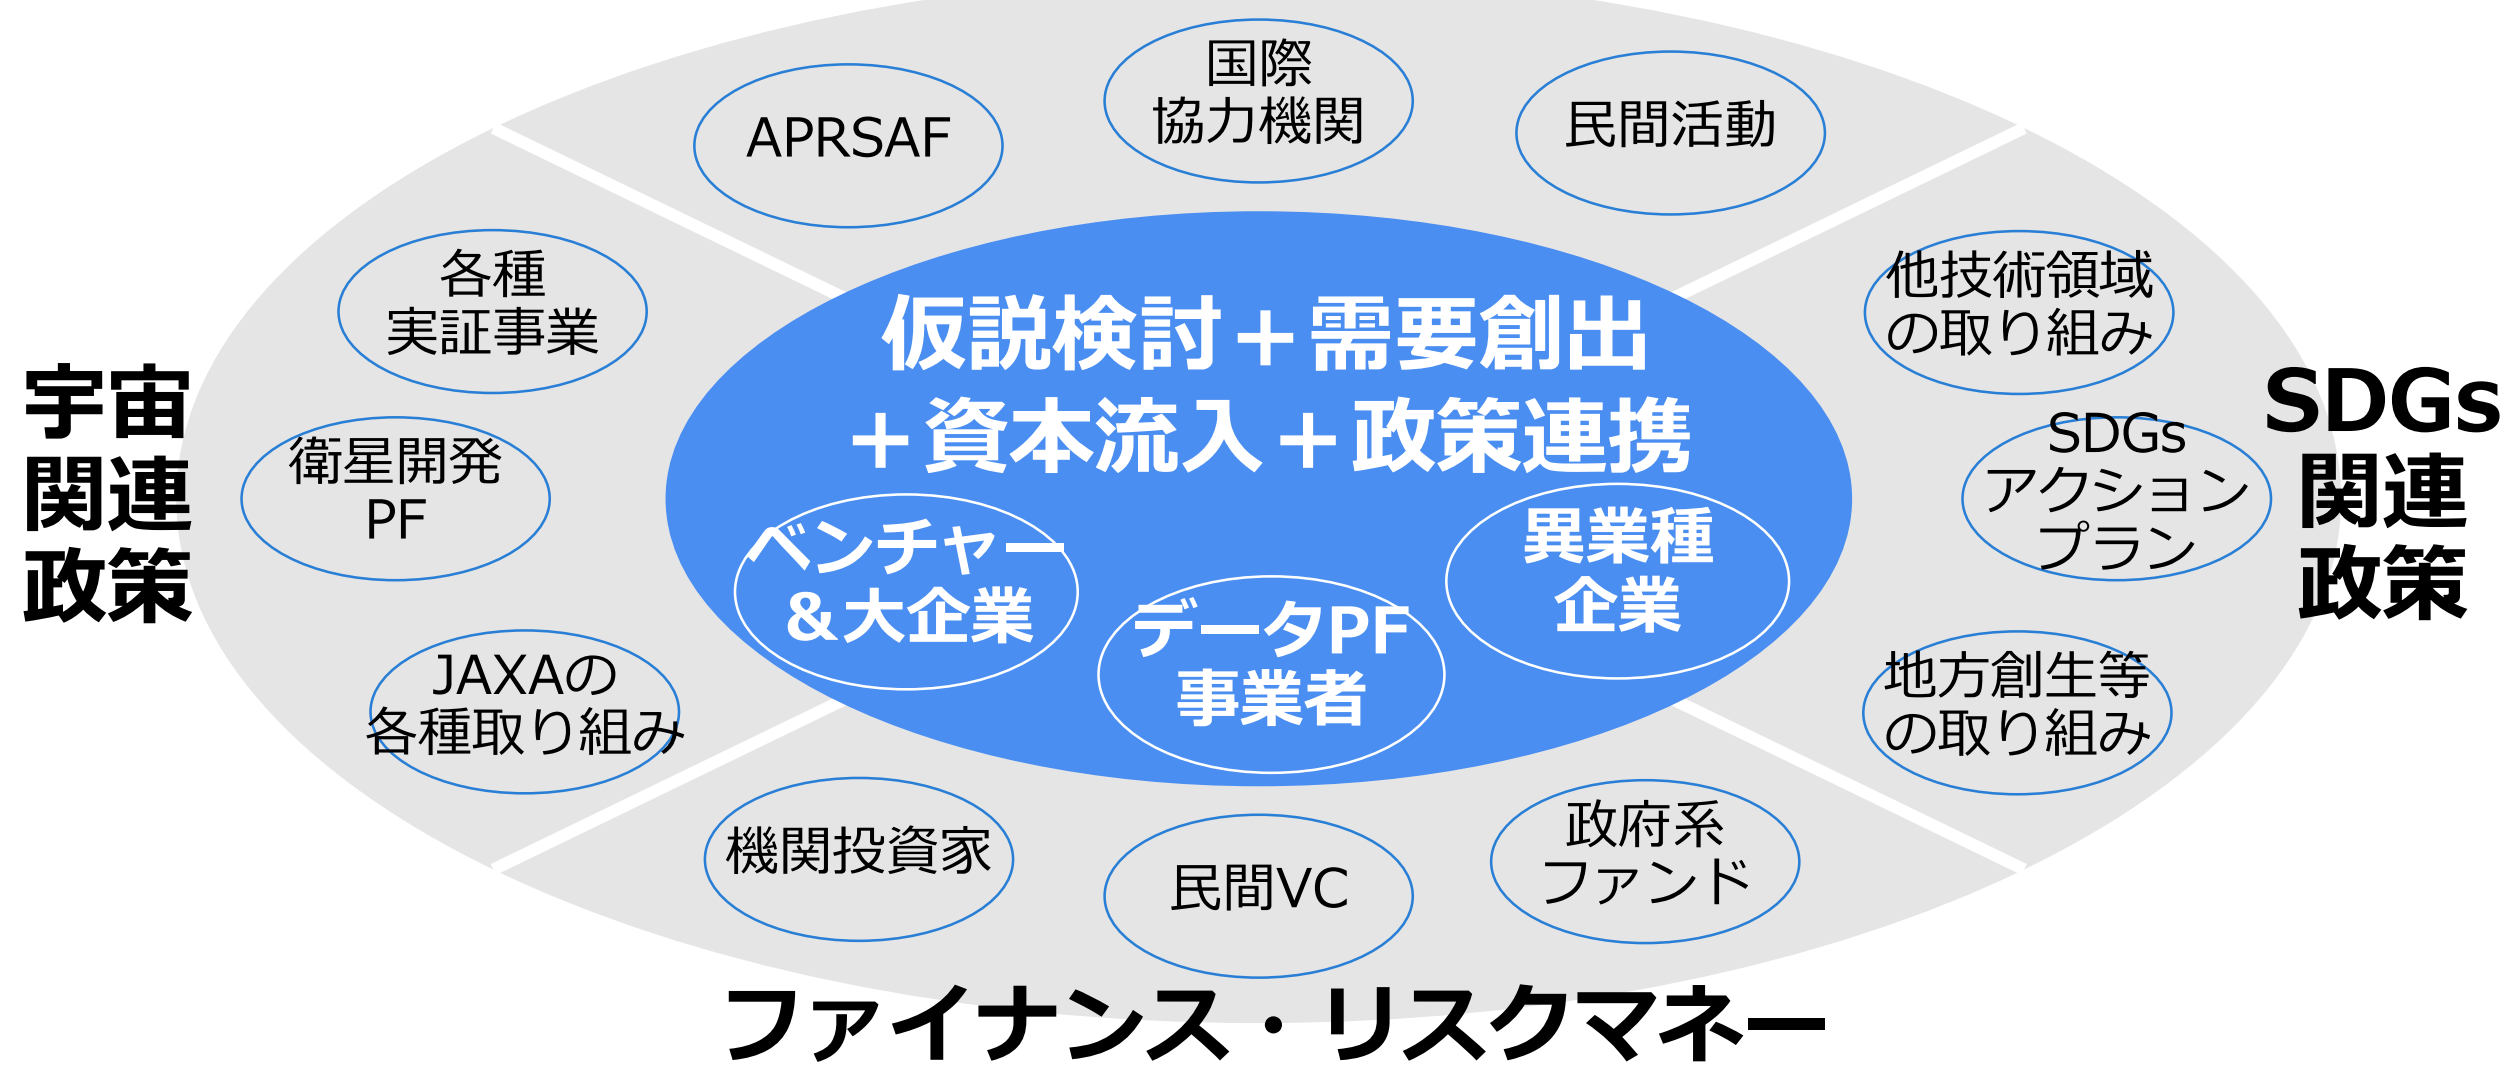 国際
協力機関
APRSAF
民間活動
各種
実証事業
他技術領域
の取り組み
仮説検討+需要創出
+資本流入+政策連携
宇宙
関連
政策
SDGs
関連
政策
衛星開発
PF
SDGs
アクション
プラン
ベンチャー
&大企業
異業種
企業
データPF
事業者
JAXAの
各種取り組み
地方創生
の取り組み
機関投資家
民間VC
政府系
ファンド
ファイナンス・リスクマネー